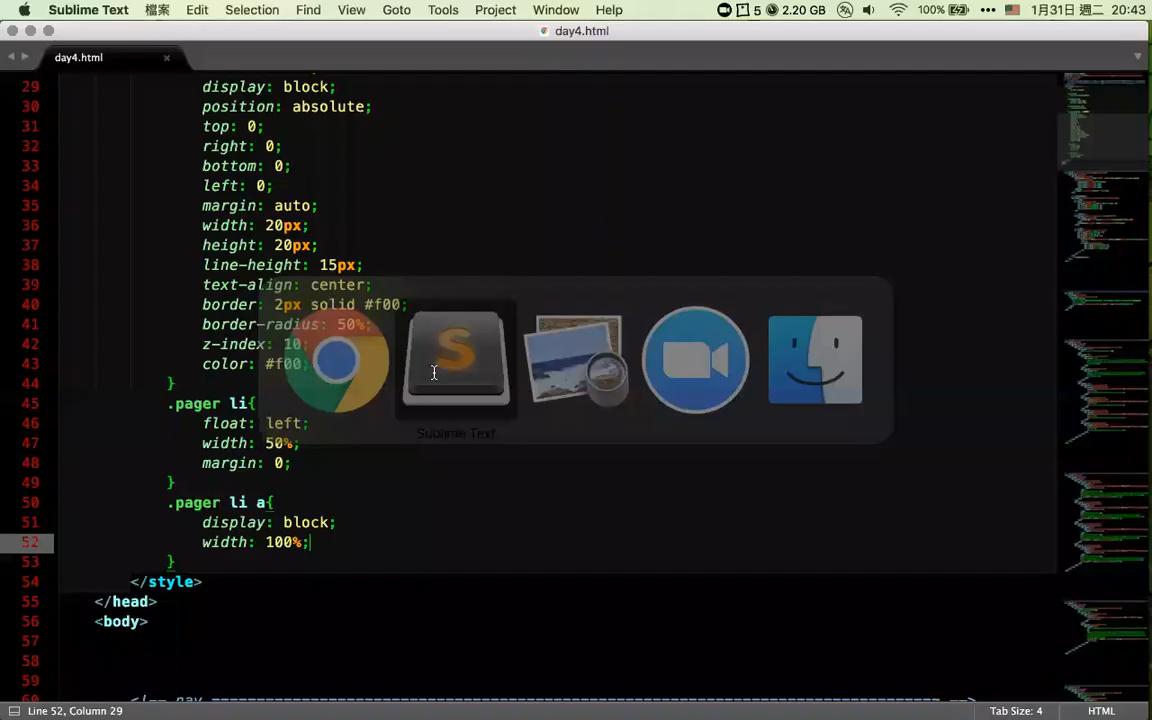 Sublime Text 檔案 Edit Selection Find View Goto Tools Project Window Help 5 2.20 GB 100% 1月31日 週二 20:43
day4.html
day4.html ×
29 display: block;
30 position: absolute;
31 top: 0;
32 right: 0;
33 bottom: 0;
34 left: 0;
35 margin: auto;
36 width: 20px;
37 height: 20px;
38 line-height: 15px;
39 text-align: center;
40 border: 2px solid #f00;
41 border-radius: 50%;
42 z-index: 10;
43 color: #f00;
44 }
45 .pager li{
46 float: left;
47 width: 50%;
48 margin: 0;
49 }
50 .pager li a{
51 display: block;
52 width: 100%;
53 }
54 </style>
55 </head>
56 <body>
57
58
59
60 <!-- nav ================================================================================ -->
Sublime Text
Line 52, Column 29 Tab Size: 4 HTML